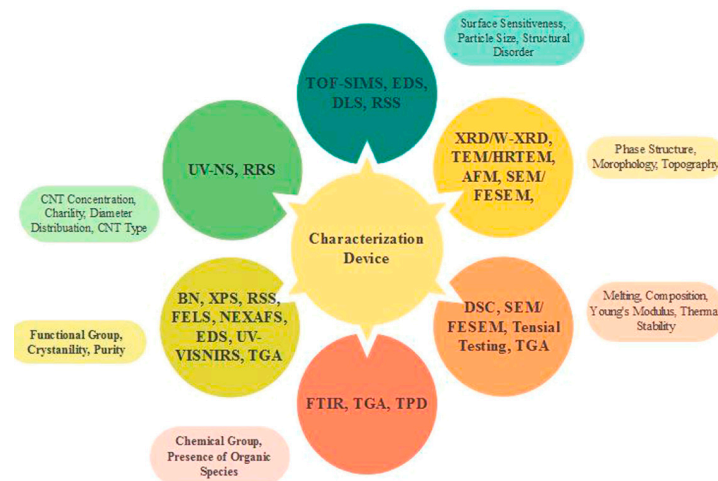 Surface Sensitiveness,
Particle Size, Structural
Disorder
TOF-SIMS, EDS,
DLS, RSS
XRD/W-XRD,
TEM/HRTEM,
AFM, SEM/
FESEM,
Phase Structure,
Morophology, Topography
UV-NS, RRS
CNT Concentration,
Charility, Diameter
Distribuation, CNT Type
Characterization
Device
BN, XPS, RSS,
FELS, NEXAFS,
EDS, UV-
VISNIRS, TGA
Functional Group,
Crystanility, Purity
DSC, SEM/
FESEM, Tensial
Testing, TGA
Melting, Composition,
Young's Modulus, Thermal
Stability
FTIR, TGA, TPD
Chemical Group,
Presence of Organic
Species